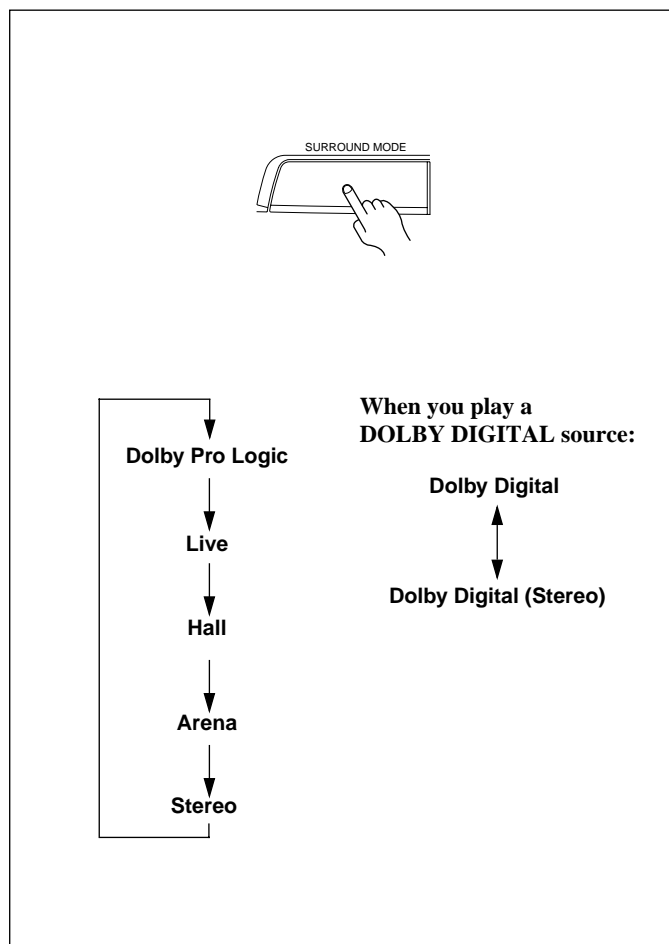 SURROUND MODE
Dolby Pro Logic
Live
Hall
Arena
Stereo
When you play a
DOLBY DIGITAL source:
Dolby Digital
Dolby Digital (Stereo)